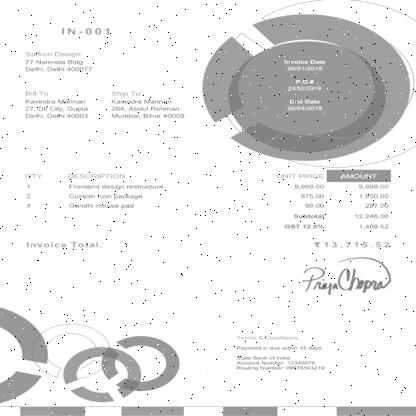 IN-001
Invoice Date
28/01/2019
P.O.#
2430/2019
Due Date
26/04/2019
Saffron Design
77 Namrata Bldg
Delhi, Delhi 400077
Bill To
Kavindra Mannan
27, Dlf City, Gupta
Delhi, Delhi 40003
Ship To
Kavindra Mannan
264, Abdul Rehman
Mumbai, Bihar 40009
QTY DESCRIPTION UNIT PRICE AMOUNT
1 Frontend design restructure 9,999.00 9,999.00
2 Custom icon package 975.00 1,950.00
3 Gandhi mouse pad 99.00 297.00
Subtotal 12,246.00
GST 12.0% 1,469.52
Invoice Total: ₹13,715.52
Priya Chopra
Terms & Conditions
Payment is due within 15 days
State Bank of India
Account Number: 12345678
Routing Number: 09876543210